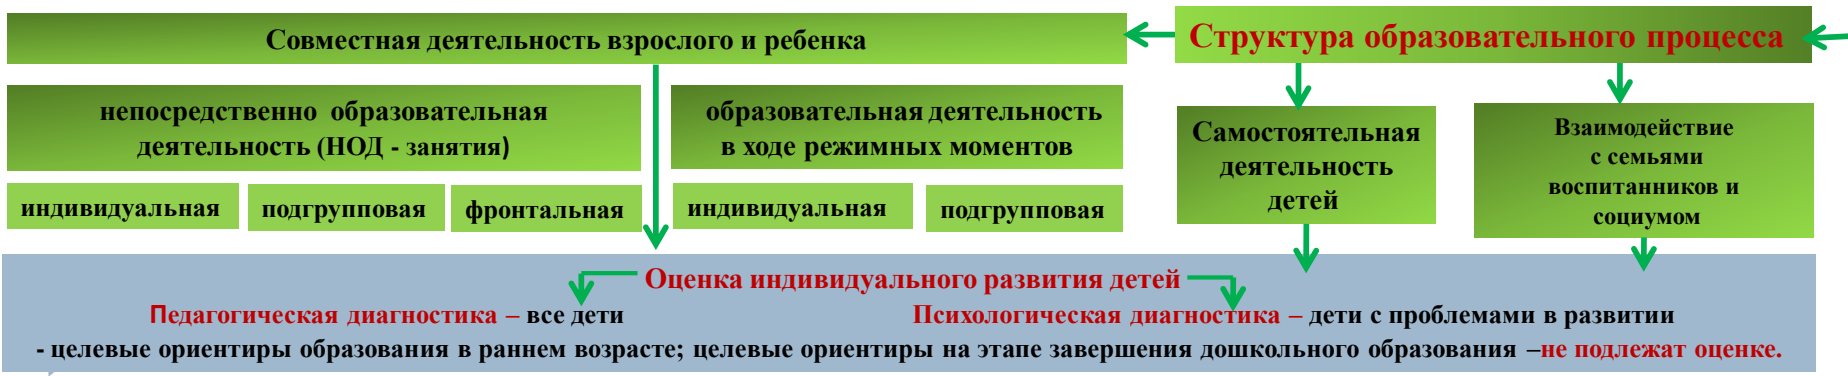 Структура образовательного процесса
Совместная деятельность взрослого и ребенка
непосредственно образовательная
деятельность (НОД - занятия)
индивидуальная
подгрупповая
фронтальная
образовательная деятельность
в ходе режимных моментов
индивидуальная
подгрупповая
Самостоятельная
деятельность
детей
Взаимодействие
с семьями
воспитанников и
социумом
Оценка индивидуального развития детей
Педагогическая диагностика – все дети
Психологическая диагностика – дети с проблемами в развитии
- целевые ориентиры образования в раннем возрасте; целевые ориентиры на этапе завершения дошкольного образования –не подлежат оценке.